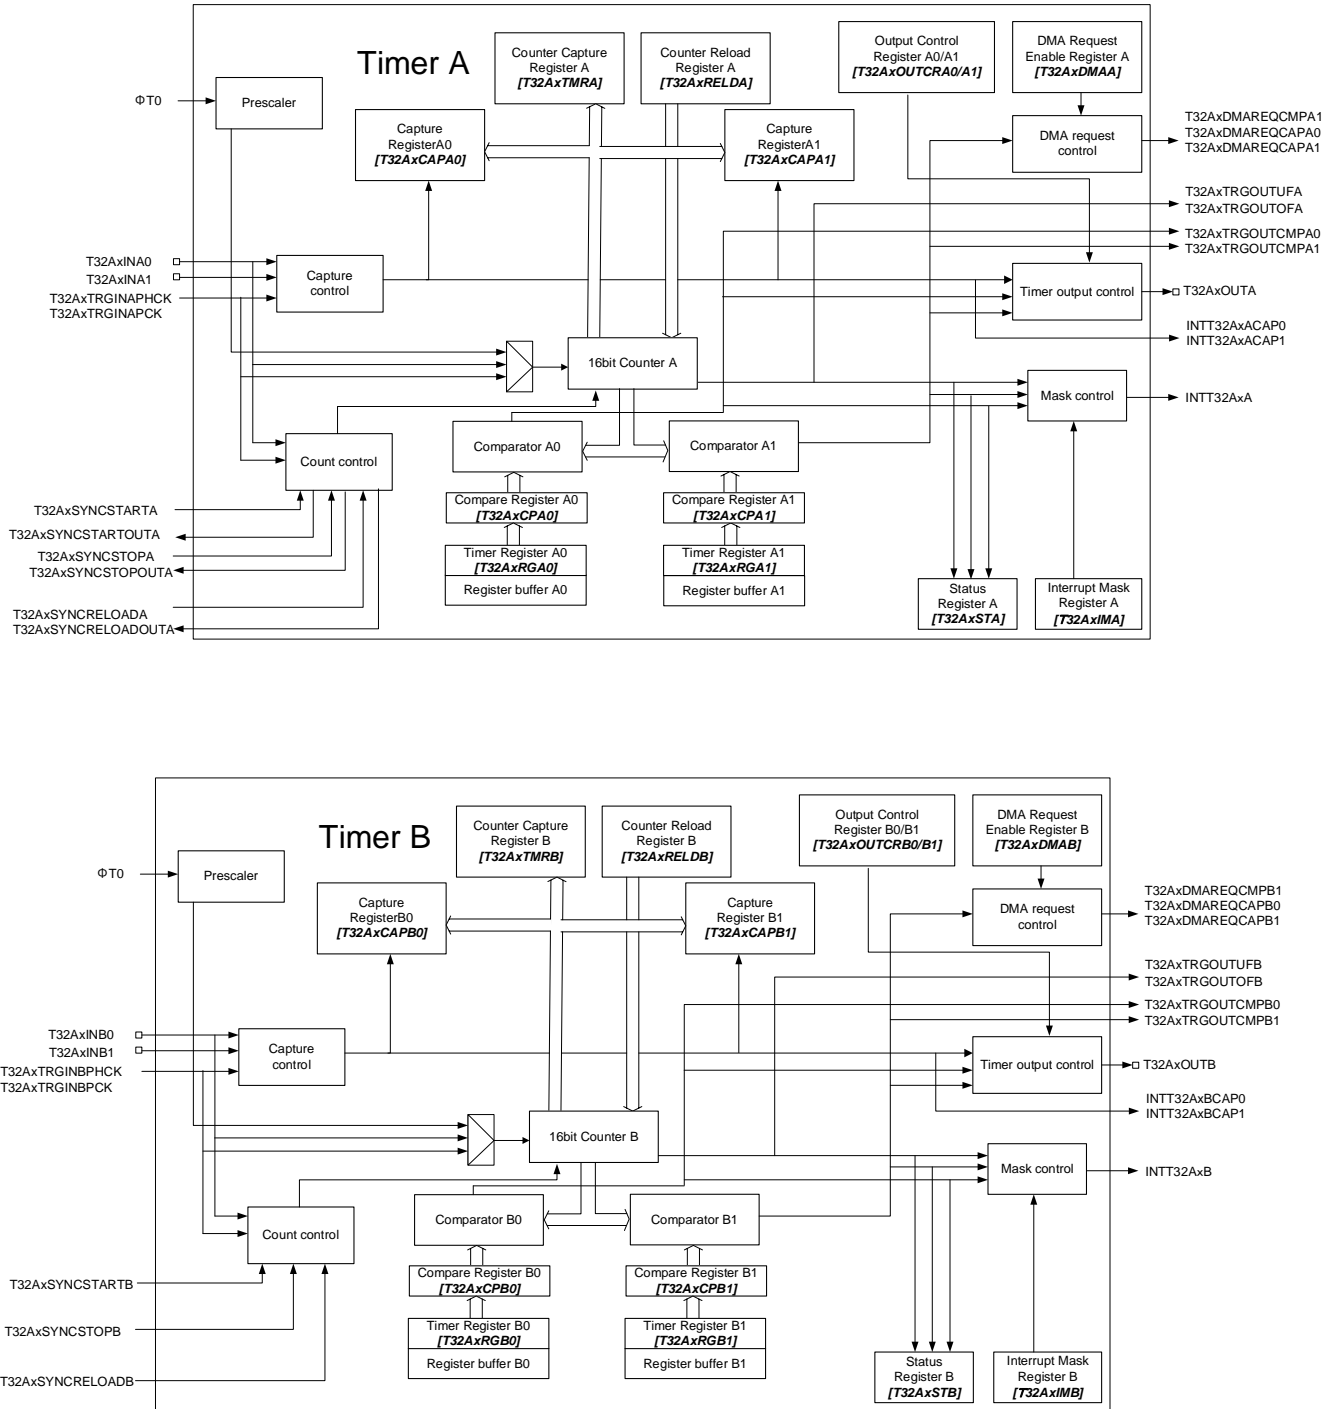 Timer A
Counter Capture
Register A
[T32AxTMRA]
Counter Reload
Register A
[T32AxRELDA]
Output Control
Register A0/A1
[T32AxOUTCRA0/A1]
DMA Request
Enable Register A
[T32AxDMAA]
ΦT0
Prescaler
Capture
RegisterA0
[T32AxCAPA0]
Capture
RegisterA1
[T32AxCAPA1]
DMA request
control
T32AxDMAREQCMPA1
T32AxDMAREQCAPA0
T32AxDMAREQCAPA1
T32AxTRGOUTUFA
T32AxTRGOUTOFA
T32AxTRGOUTCMPA0
T32AxTRGOUTCMPA1
T32AxINA0
T32AxINA1
T32AxTRGINAPHCK
T32AxTRGINAPCK
Capture
control
Timer output control
T32AxOUTA
INTT32AxACAP0
INTT32AxACAP1
16bit Counter A
Mask control
INTT32AxA
Count control
Comparator A0
Comparator A1
Compare Register A0
[T32AxCPA0]
Compare Register A1
[T32AxCPA1]
T32AxSYNCSTARTA
T32AxSYNCSTARTOUTA
T32AxSYNCSTOPA
T32AxSYNCSTOPOUTA
T32AxSYNCRELOADA
T32AxSYNCRELOADOUTA
Timer Register A0
[T32AxRGA0]
Register buffer A0
Timer Register A1
[T32AxRGA1]
Register buffer A1
Status
Register A
[T32AxSTA]
Interrupt Mask
Register A
[T32AxIMA]
Timer B
Counter Capture
Register B
[T32AxTMRB]
Counter Reload
Register B
[T32AxRELDB]
Output Control
Register B0/B1
[T32AxOUTCRB0/B1]
DMA Request
Enable Register B
[T32AxDMAB]
ΦT0
Prescaler
Capture
RegisterB0
[T32AxCAPB0]
Capture
Register B1
[T32AxCAPB1]
DMA request
control
T32AxDMAREQCMPB1
T32AxDMAREQCAPB0
T32AxDMAREQCAPB1
T32AxTRGOUTUFB
T32AxTRGOUTOFB
T32AxTRGOUTCMPB0
T32AxTRGOUTCMPB1
T32AxINB0
T32AxINB1
T32AxTRGINBPHCK
T32AxTRGINBPCK
Capture
control
Timer output control
T32AxOUTB
INTT32AxBCAP0
INTT32AxBCAP1
16bit Counter B
Mask control
INTT32AxB
Count control
Comparator B0
Comparator B1
Compare Register B0
[T32AxCPB0]
Compare Register B1
[T32AxCPB1]
T32AxSYNCSTARTB
T32AxSYNCSTOPB
T32AxSYNCRELOADB
Timer Register B0
[T32AxRGB0]
Register buffer B0
Timer Register B1
[T32AxRGB1]
Register buffer B1
Status
Register B
[T32AxSTB]
Interrupt Mask
Register B
[T32AxIMB]